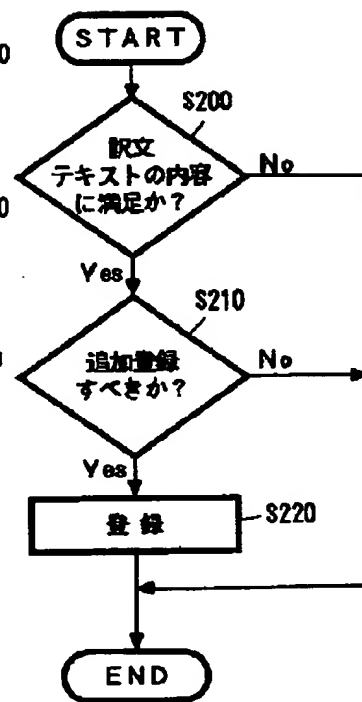 START
S200
訳文
テキストの内容
に満足か?
No
Yes
S210
追加登録
すべきか?
No
Yes
登録
S220
END